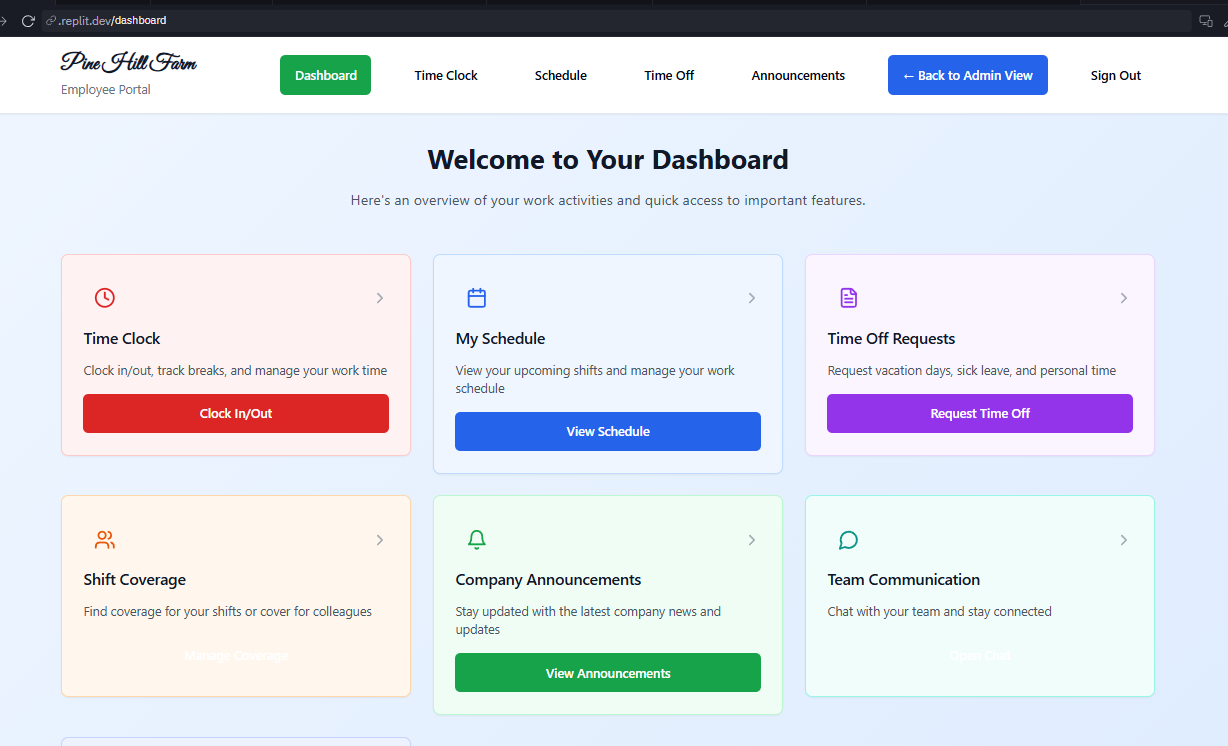 .replit.dev/dashboard
Pine Hill Farm
Employee Portal
Dashboard
Time Clock
Schedule
Time Off
Announcements
← Back to Admin View
Sign Out
Welcome to Your Dashboard
Here's an overview of your work activities and quick access to important features.
Time Clock
Clock in/out, track breaks, and manage your work time
Clock In/Out
My Schedule
View your upcoming shifts and manage your work
schedule
View Schedule
Time Off Requests
Request vacation days, sick leave, and personal time
Request Time Off
Shift Coverage
Find coverage for your shifts or cover for colleagues
Manage Coverage
Company Announcements
Stay updated with the latest company news and
updates
View Announcements
Team Communication
Chat with your team and stay connected
Open Chat